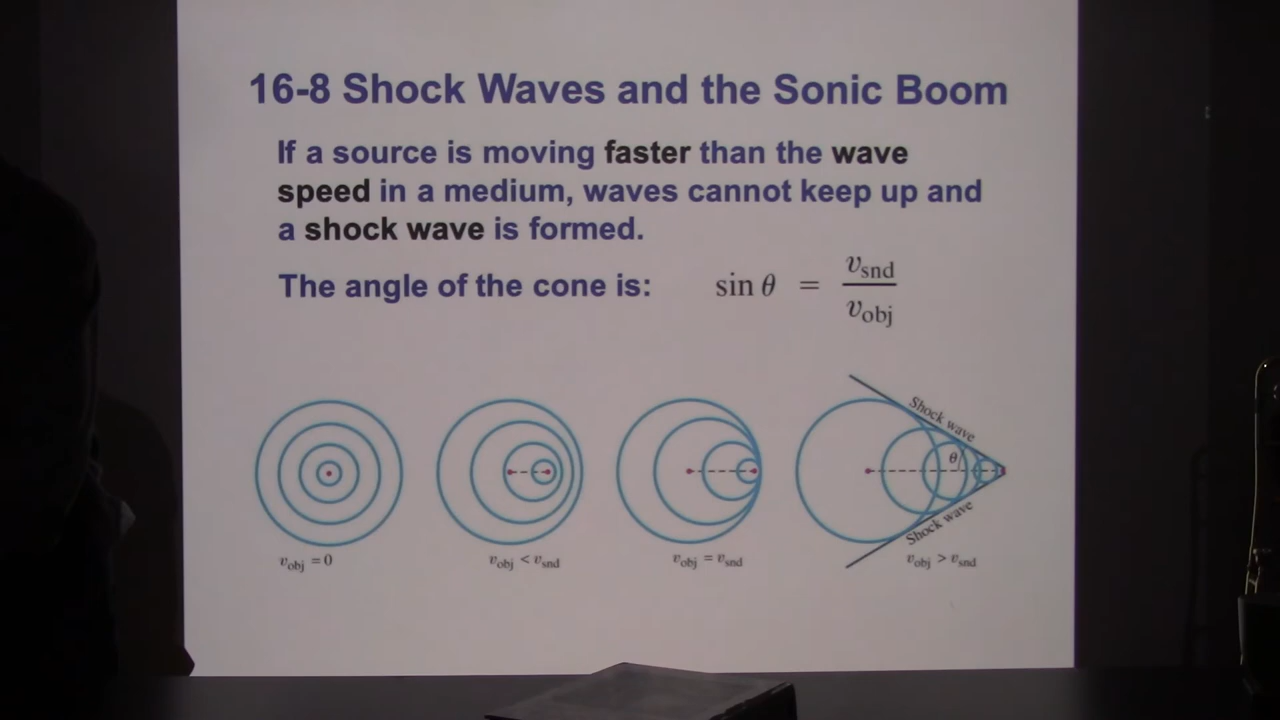 16-8 Shock Waves and the Sonic Boom
If a source is moving faster than the wave
speed in a medium, waves cannot keep up and
a shock wave is formed.
The angle of the cone is: sin θ = v_snd / v_obj
Shock wave
θ
Shock wave
v_obj = 0
v_obj < v_snd
v_obj = v_snd
v_obj > v_snd